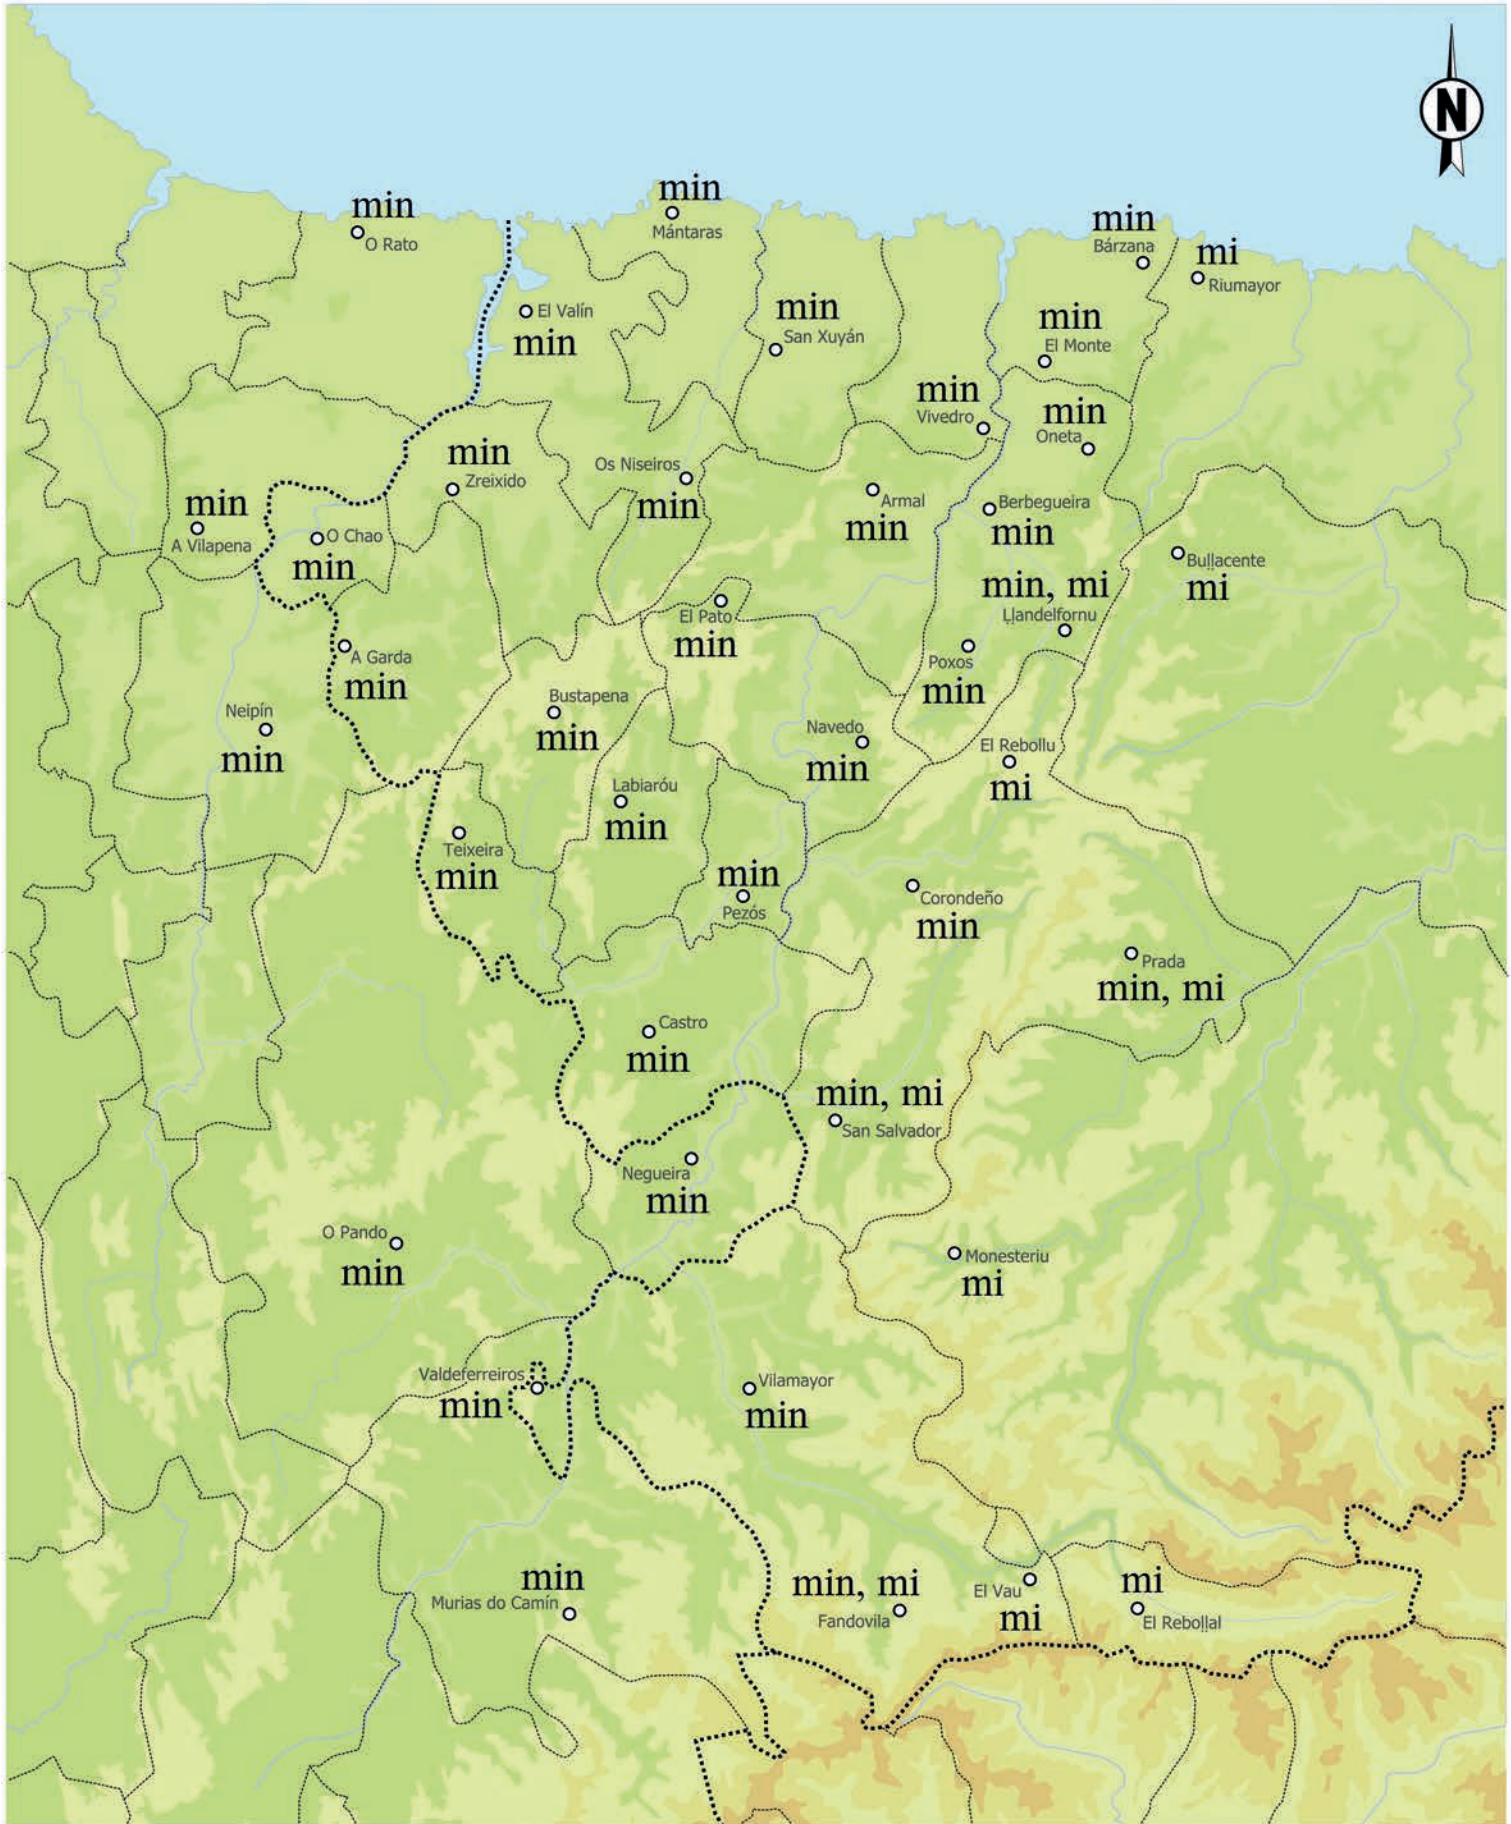 N
min
O Rato
min
Mántaras
min
Bárzana
mi
Riumayor
El Valín
min
min
San Xuyán
min
El Monte
min
Vivedro
min
Oneta
min
Zreixido
Os Niseiros
min
min
A Vilapena
O Chao
min
Armal
min
Berbegueira
min
Buḷḷacente
mi
min, mi
Ḷḷandelfornu
El Pato
min
A Garda
min
Poxos
min
Neipín
min
Bustapena
min
Navedo
min
El Rebollu
mi
Labiaróu
min
Teixeira
min
min
Pezós
Corondeño
min
Prada
min, mi
Castro
min
min, mi
San Salvador
Negueira
min
O Pando
min
Monesteriu
mi
Valdeferreiros
min
Vilamayor
min
min
Murias do Camín
min, mi
Fandovila
El Vau
mi
mi
El Reboḷḷal